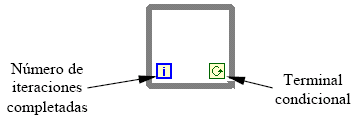 Número de
iteraciones
completadas
i
Terminal
condicional